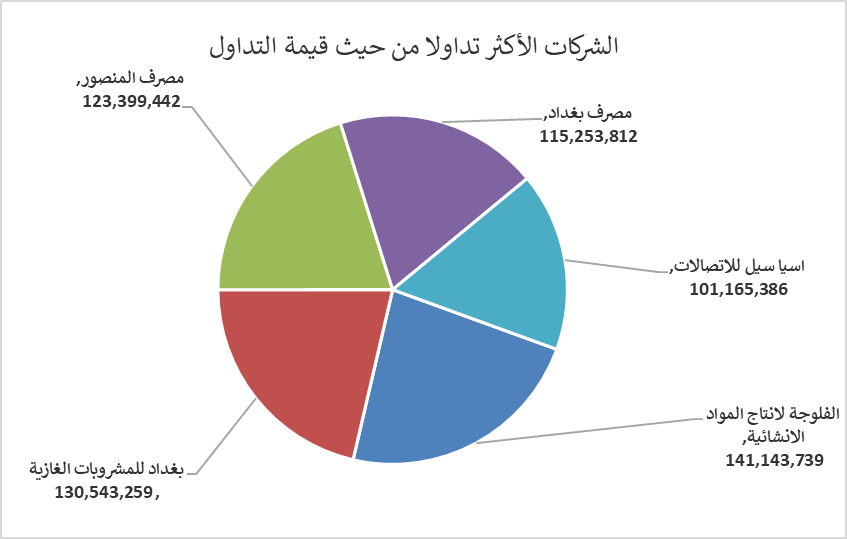 الشركات الأكثر تداولا من حيث قيمة التداول
مصرف المنصور,
123,399,442
مصرف بغداد,
115,253,812
اسيا سيل للاتصالات,
101,165,386
الفلوجة لانتاج المواد
الانشائية,
141,143,739
بغداد للمشروبات الغازية
130,543,259 ,